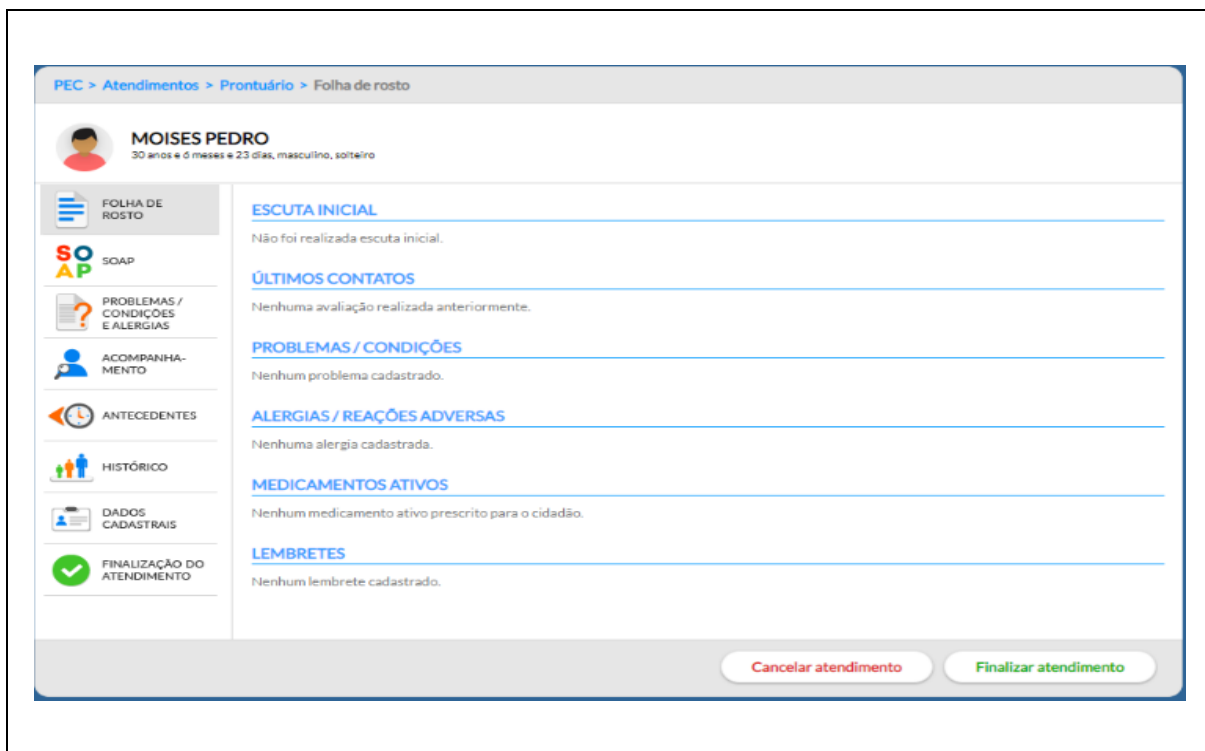 PEC > Atendimentos > Prontuário > Folha de rosto
MOISES PEDRO
30 anos e 6 meses e 23 dias, masculino, solteiro
FOLHA DE
ROSTO
SO
AP
SOAP
PROBLEMAS /
CONDIÇÕES
E ALERGIAS
ACOMPANHA-
MENTO
ANTECEDENTES
HISTÓRICO
DADOS
CADASTRAIS
FINALIZAÇÃO DO
ATENDIMENTO
ESCUTA INICIAL
Não foi realizada escuta inicial.
ÚLTIMOS CONTATOS
Nenhuma avaliação realizada anteriormente.
PROBLEMAS / CONDIÇÕES
Nenhum problema cadastrado.
ALERGIAS / REAÇÕES ADVERSAS
Nenhuma alergia cadastrada.
MEDICAMENTOS ATIVOS
Nenhum medicamento ativo prescrito para o cidadão.
LEMBRETES
Nenhum lembrete cadastrado.
Cancelar atendimento
Finalizar atendimento